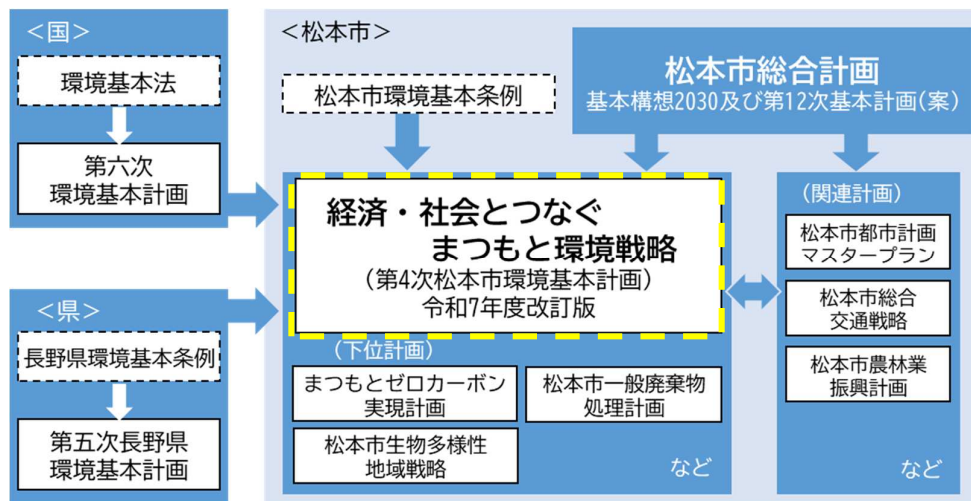 ＜国＞
環境基本法
第六次
環境基本計画
＜県＞
長野県環境基本条例
第五次長野県
環境基本計画
＜松本市＞
松本市環境基本条例
松本市総合計画
基本構想2030及び第12次基本計画(案)
経済・社会とつなぐ
まつもと環境戦略
(第4次松本市環境基本計画)
令和7年度改訂版
(下位計画)
まつもとゼロカーボン
実現計画
松本市一般廃棄物
処理計画
松本市生物多様性
地域戦略
など
(関連計画)
松本市都市計画
マスタープラン
松本市総合
交通戦略
松本市農林業
振興計画
など